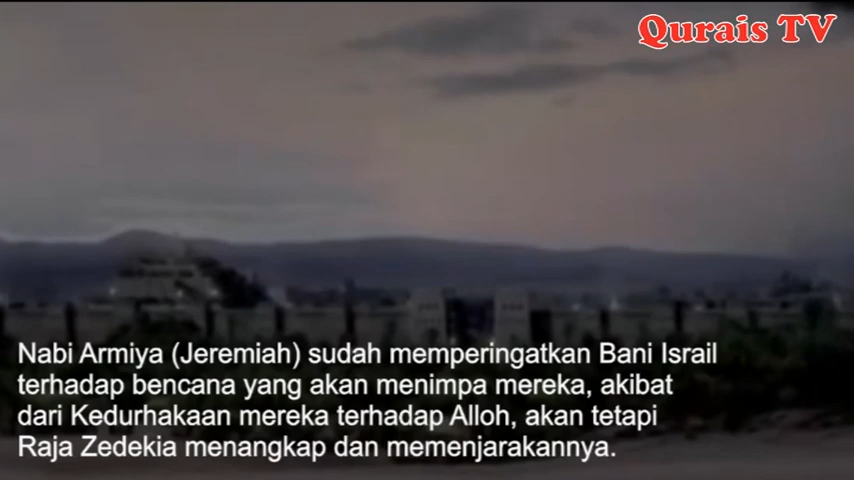 Qurais TV
Nabi Armiya (Jeremiah) sudah memperingatkan Bani Israil
terhadap bencana yang akan menimpa mereka, akibat
dari Kedurhakaan mereka terhadap Alloh, akan tetapi
Raja Zedekia menangkap dan memenjarakannya.